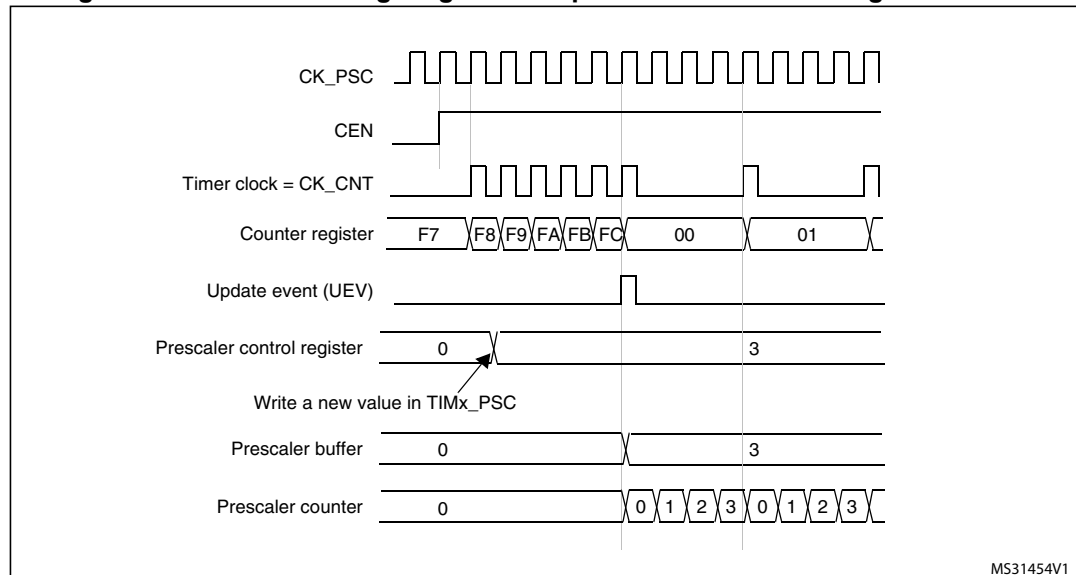 CK_PSC
CEN
Timer clock = CK_CNT
Counter register F7 F8 F9 FA FB FC 00 01
Update event (UEV)
Prescaler control register 0 3
Write a new value in TIMx_PSC
Prescaler buffer 0 3
Prescaler counter 0 0 1 2 3 0 1 2 3
MS31454V1